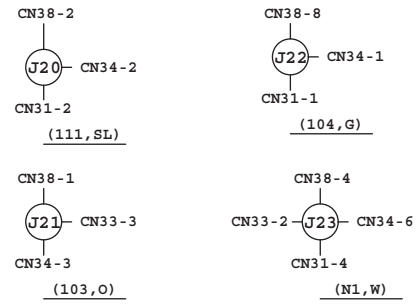 CN38-2
J20 CN34-2
CN31-2
(111,SL)
CN38-8
J22 CN34-1
CN31-1
(104,G)
CN38-1
J21 CN33-3
CN34-3
(103,O)
CN38-4
CN33-2 J23 CN34-6
CN31-4
(N1,W)